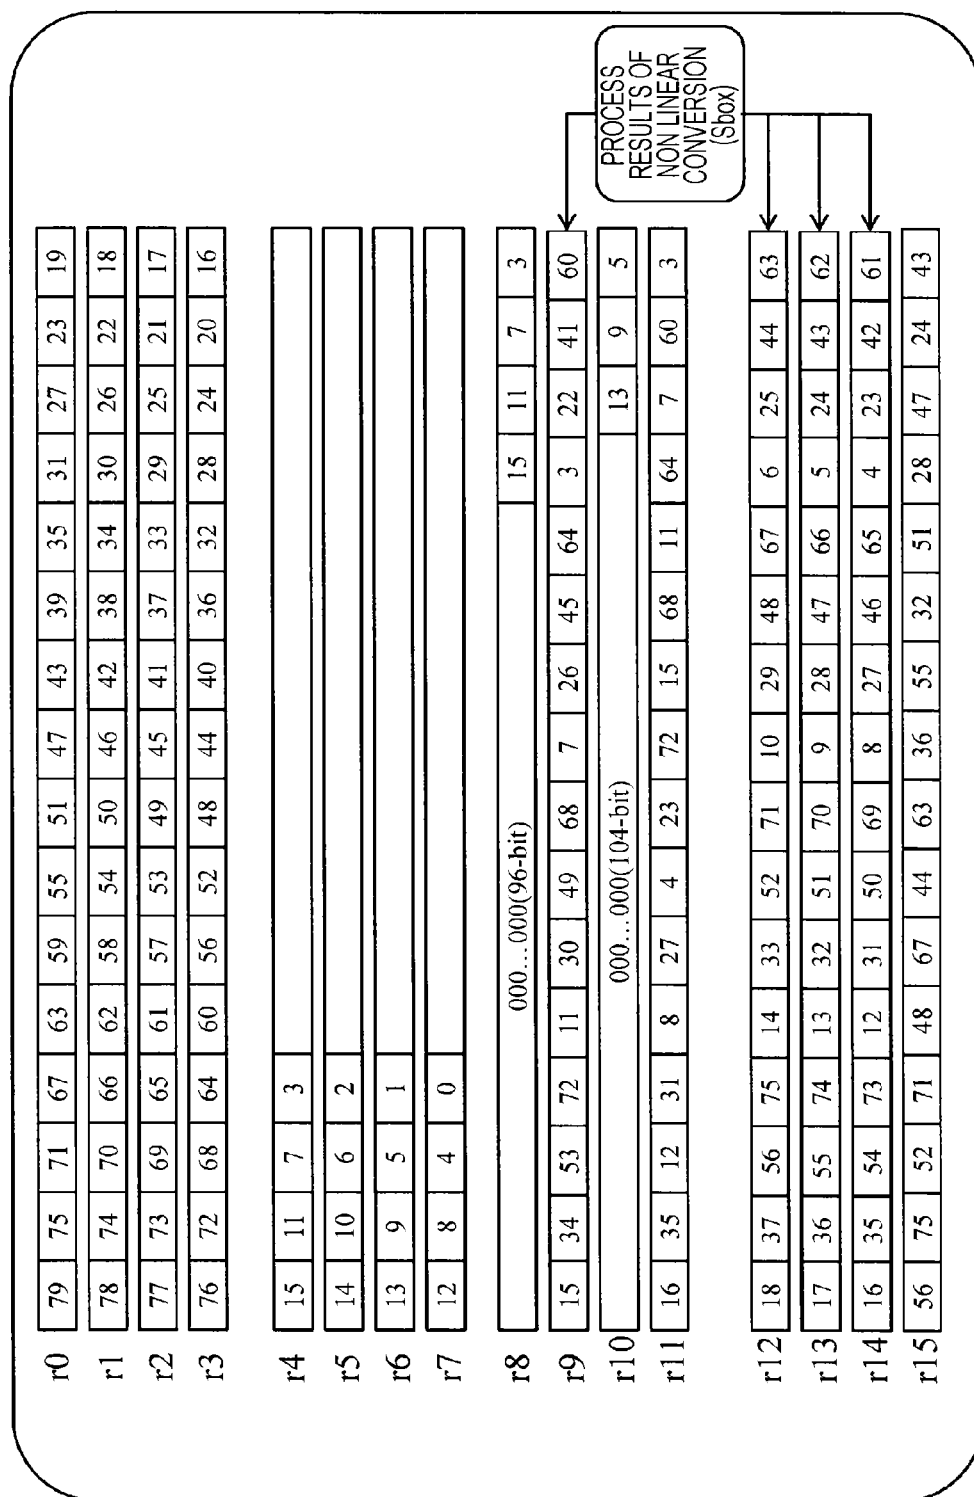 r0 79 75 71 67 63 59 55 51 47 43 39 35 31 27 23 19
r1 78 74 70 66 62 58 54 50 46 42 38 34 30 26 22 18
r2 77 73 69 65 61 57 53 49 45 41 37 33 29 25 21 17
r3 76 72 68 64 60 56 52 48 44 40 36 32 28 24 20 16
r4 15 11 7 3
r5 14 10 6 2
r6 13 9 5 1
r7 12 8 4 0
r8 000...000(96-bit) 15 11 7 3
r9 15 34 53 72 11 30 49 68 7 26 45 64 3 22 41 60
r10 000...000(104-bit) 13 9 5
r11 16 35 12 31 8 27 4 23 72 15 68 11 64 7 60 3
r12 18 37 56 75 14 33 52 71 10 29 48 67 6 25 44 63
r13 17 36 55 74 13 32 51 70 9 28 47 66 5 24 43 62
r14 16 35 54 73 12 31 50 69 8 27 46 65 4 23 42 61
r15 56 75 52 71 48 67 44 63 36 55 32 51 28 47 24 43
PROCESS
RESULTS OF
NON LINEAR
CONVERSION
(Sbox)